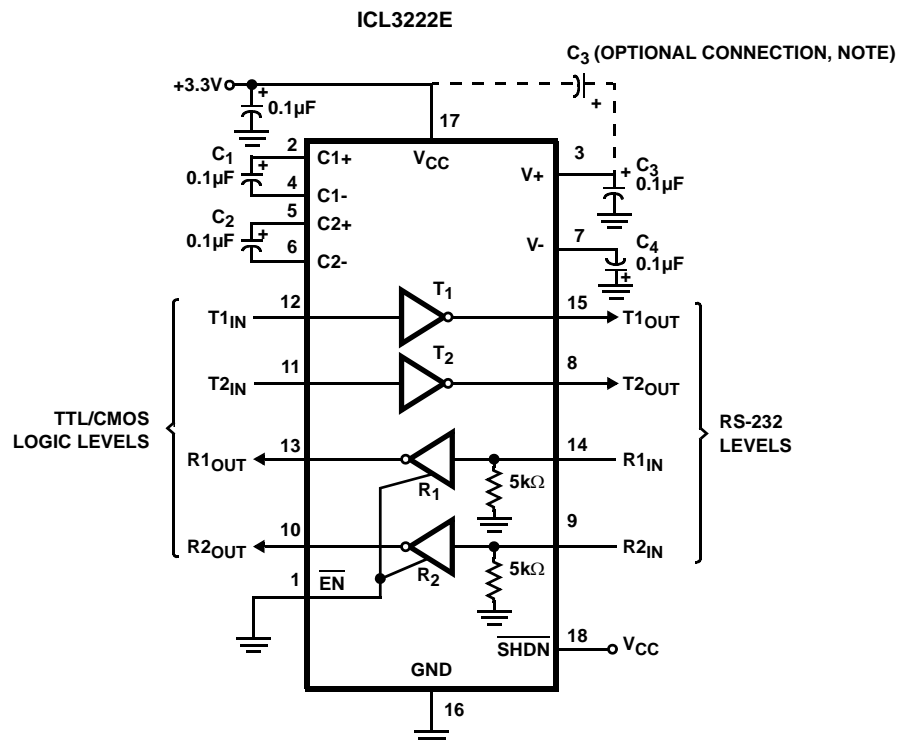 ICL3222E
C3 (OPTIONAL CONNECTION, NOTE)
+3.3V
+
0.1µF
+
17
2
C1+
VCC
3
C1
0.1µF
+
4
C1-
V+
+
C3
0.1µF
5
C2
0.1µF
+
C2+
6
C2-
7
V-
C4
0.1µF
+
T1
12
15
T1IN
T1OUT
T2
11
8
T2IN
T2OUT
TTL/CMOS
LOGIC LEVELS
RS-232
LEVELS
13
14
R1OUT
R1IN
R1
5kΩ
10
9
R2OUT
R2IN
R2
5kΩ
1
EN
18
SHDN
VCC
GND
16